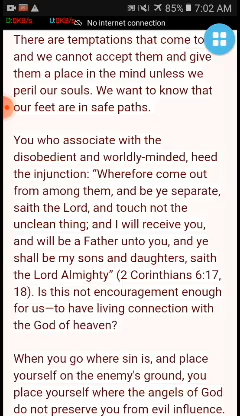 0:0KB/s U:0KB/s 85% 7:02 AM
No internet connection
There are temptations that come to
and we cannot accept them and give
them a place in the mind unless we
peril our souls. We want to know that
our feet are in safe paths.
You who associate with the
disobedient and worldly-minded, heed
the injunction: “Wherefore come out
from among them, and be ye separate,
saith the Lord, and touch not the
unclean thing; and I will receive you,
and will be a Father unto you, and ye
shall be my sons and daughters, saith
the Lord Almighty” (2 Corinthians 6:17,
18). Is this not encouragement enough
for us—to have living connection with
the God of heaven?
When you go where sin is, and place
yourself on the enemy's ground, you
place yourself where the angels of God
do not preserve you from evil influence.